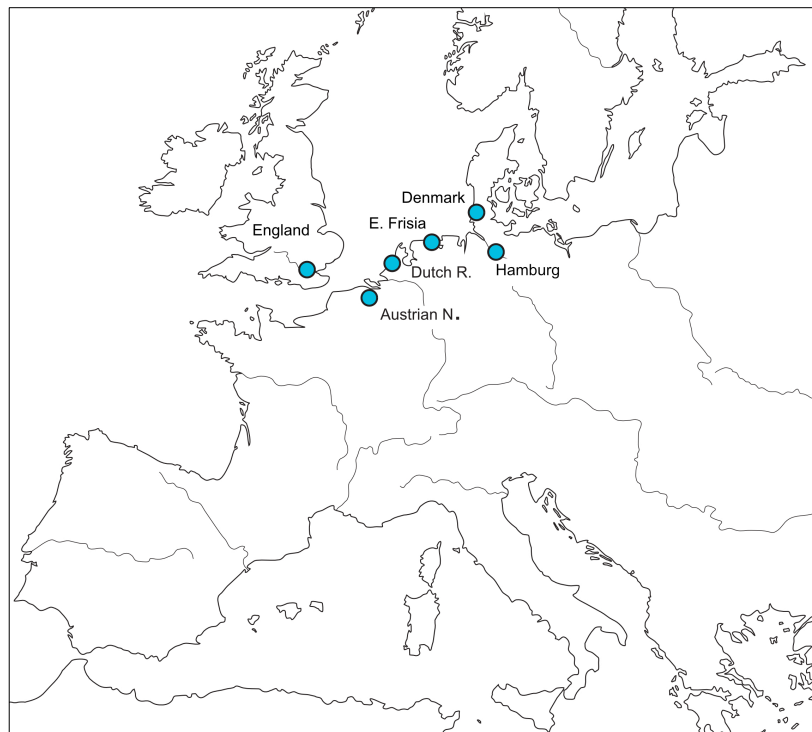 Denmark
E. Frisia
England
Hamburg
Dutch R.
Austrian N.